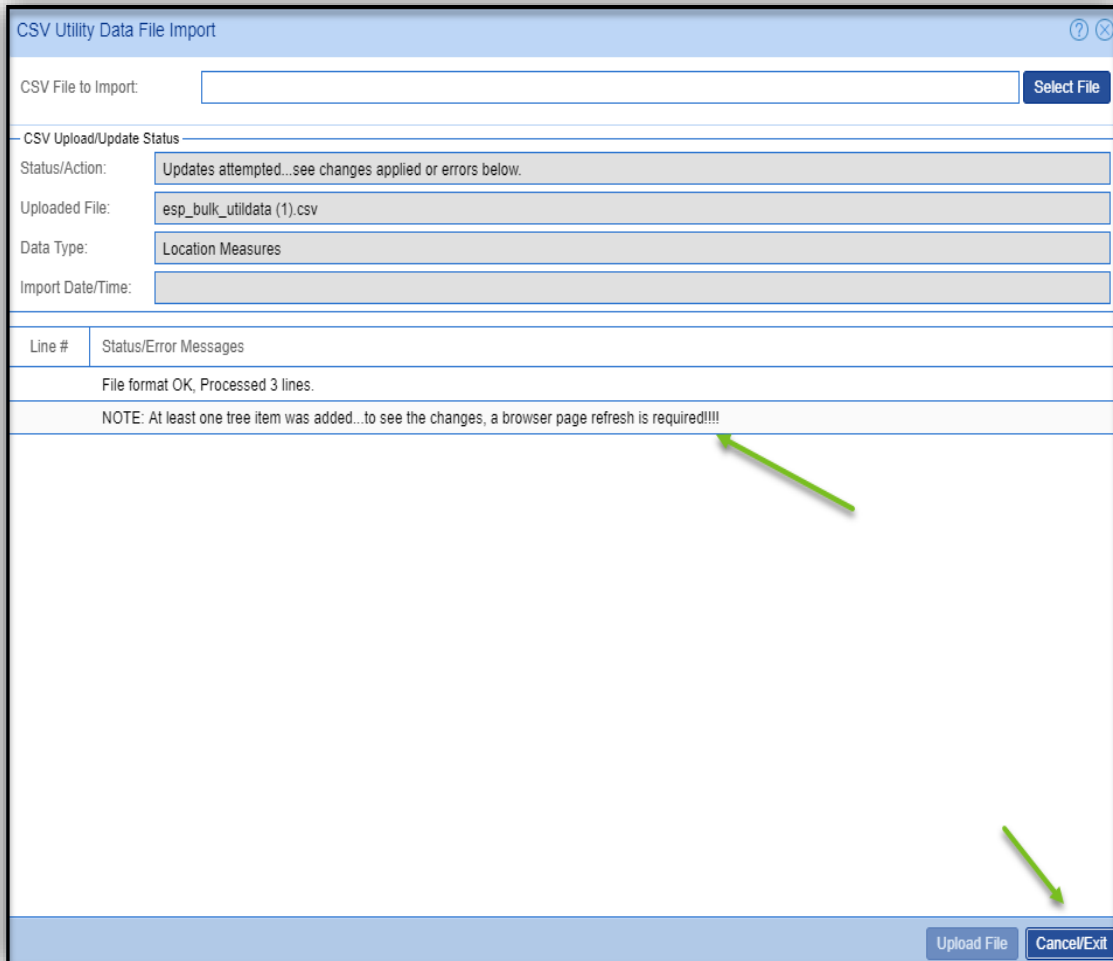 CSV Utility Data File Import
CSV File to Import:
Select File
CSV Upload/Update Status
Status/Action: Updates attempted...see changes applied or errors below.
Uploaded File: esp_bulk_utildata (1).csv
Data Type: Location Measures
Import Date/Time:
Line # Status/Error Messages
File format OK, Processed 3 lines.
NOTE: At least one tree item was added...to see the changes, a browser page refresh is required!!!!
Upload File Cancel/Exit